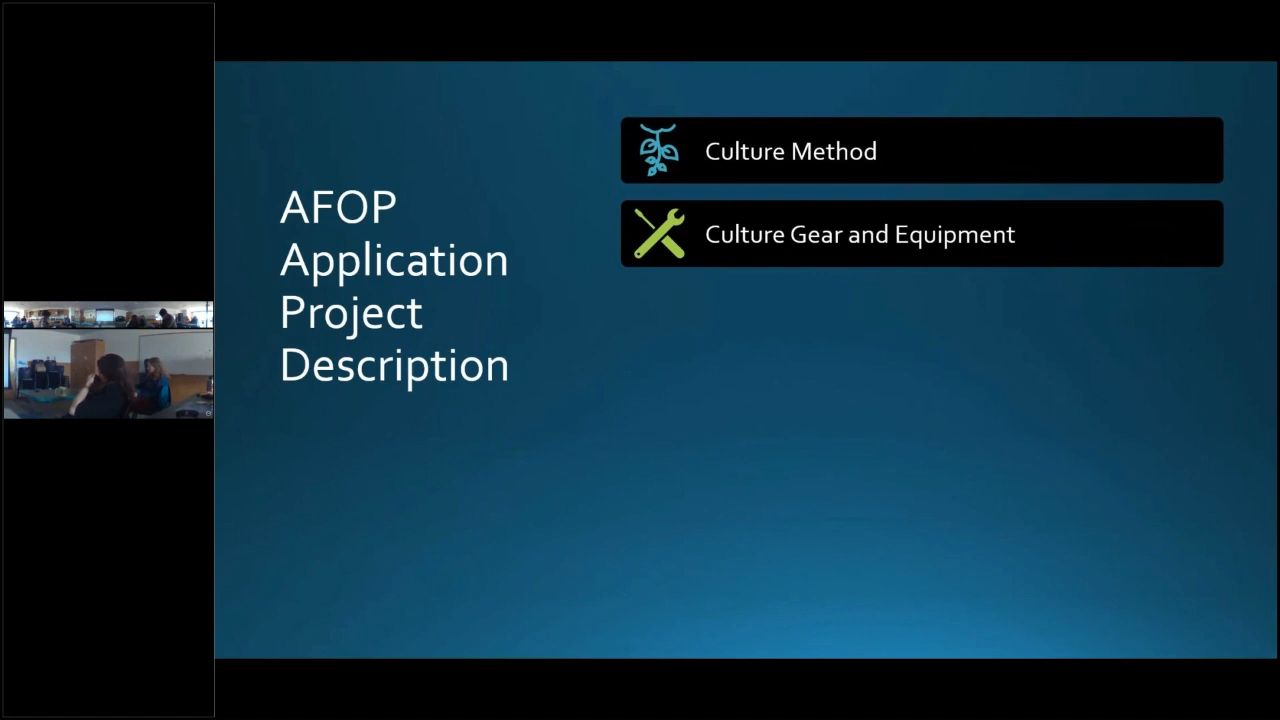 AFOP
Application
Project
Description
Culture Method
Culture Gear and Equipment